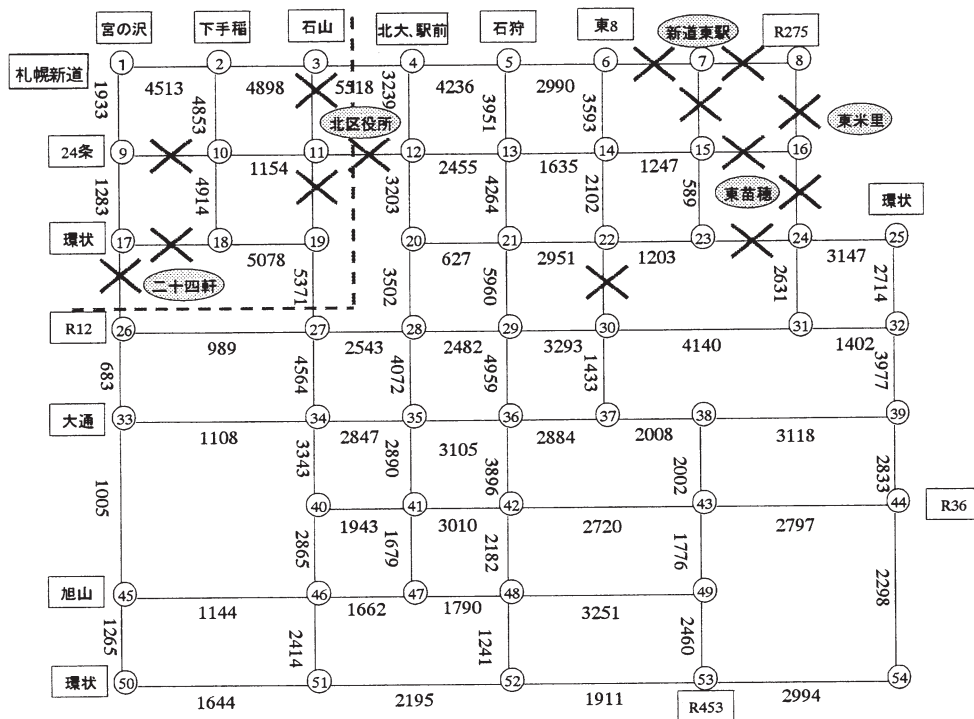 宮の沢 下手稲 石山 北大、駅前 石狩 東8 新道東駅 R275
札幌新道 1 2 3 4 5 6 7 8
4513 4898 5518 4236 2990
1933 4853 3239 3951 3593
北区役所 東米里
24条 9 10 11 12 13 14 15 16
1154 2455 1635 1247
1283 4914 3203 4264 2102 589
東苗穂 環状
環状 17 18 19 20 21 22 23 24 25
5078 627 2951 1203 3147
二十四軒
5371 3502 5960 2631 2714
R12 26 27 28 29 30 31 32
989 2543 2482 3293 4140 1402
683 4564 4072 4959 1433 3977
大通 33 34 35 36 37 38 39
1108 2847 3105 2884 2008 3118
1005 3343 2890 3896 2002 2833
40 41 42 43 44 R36
1943 3010 2720 2797
2865 1679 2182 1776 2298
旭山 45 46 47 48 49
1144 1662 1790 3251
1265 2414 1241 2460
環状 50 51 52 53 54
1644 2195 1911 2994
R453